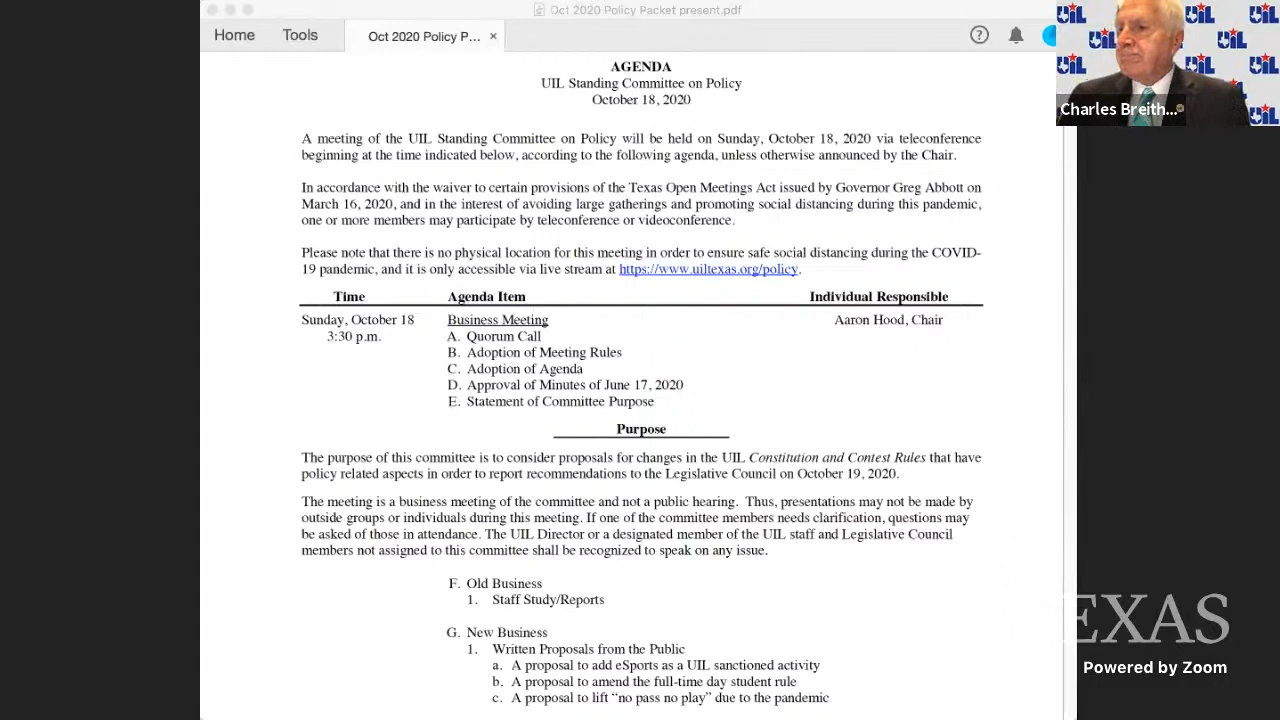 Oct 2020 Policy Packet present.pdf
Home
Tools
Oct 2020 Policy P... ×
AGENDA
UIL Standing Committee on Policy
October 18, 2020
A meeting of the UIL Standing Committee on Policy will be held on Sunday, October 18, 2020 via teleconference
beginning at the time indicated below, according to the following agenda, unless otherwise announced by the Chair.
In accordance with the waiver to certain provisions of the Texas Open Meetings Act issued by Governor Greg Abbott on
March 16, 2020, and in the interest of avoiding large gatherings and promoting social distancing during this pandemic,
one or more members may participate by teleconference or videoconference.
Please note that there is no physical location for this meeting in order to ensure safe social distancing during the COVID-
19 pandemic, and it is only accessible via live stream at https://www.uiltexas.org/policy.
Time Agenda Item Individual Responsible
Sunday, October 18 Business Meeting Aaron Hood, Chair
3:30 p.m. A. Quorum Call
B. Adoption of Meeting Rules
C. Adoption of Agenda
D. Approval of Minutes of June 17, 2020
E. Statement of Committee Purpose
Purpose
The purpose of this committee is to consider proposals for changes in the UIL Constitution and Contest Rules that have
policy related aspects in order to report recommendations to the Legislative Council on October 19, 2020.
The meeting is a business meeting of the committee and not a public hearing. Thus, presentations may not be made by
outside groups or individuals during this meeting. If one of the committee members needs clarification, questions may
be asked of those in attendance. The UIL Director or a designated member of the UIL staff and Legislative Council
members not assigned to this committee shall be recognized to speak on any issue.
F. Old Business
1. Staff Study/Reports
G. New Business
1. Written Proposals from the Public
a. A proposal to add eSports as a UIL sanctioned activity
b. A proposal to amend the full-time day student rule
c. A proposal to lift “no pass no play” due to the pandemic
UIL UIL UIL
UIL UIL
UIL UIL
UIL
Charles Breith...
EXAS
Powered by Zoom